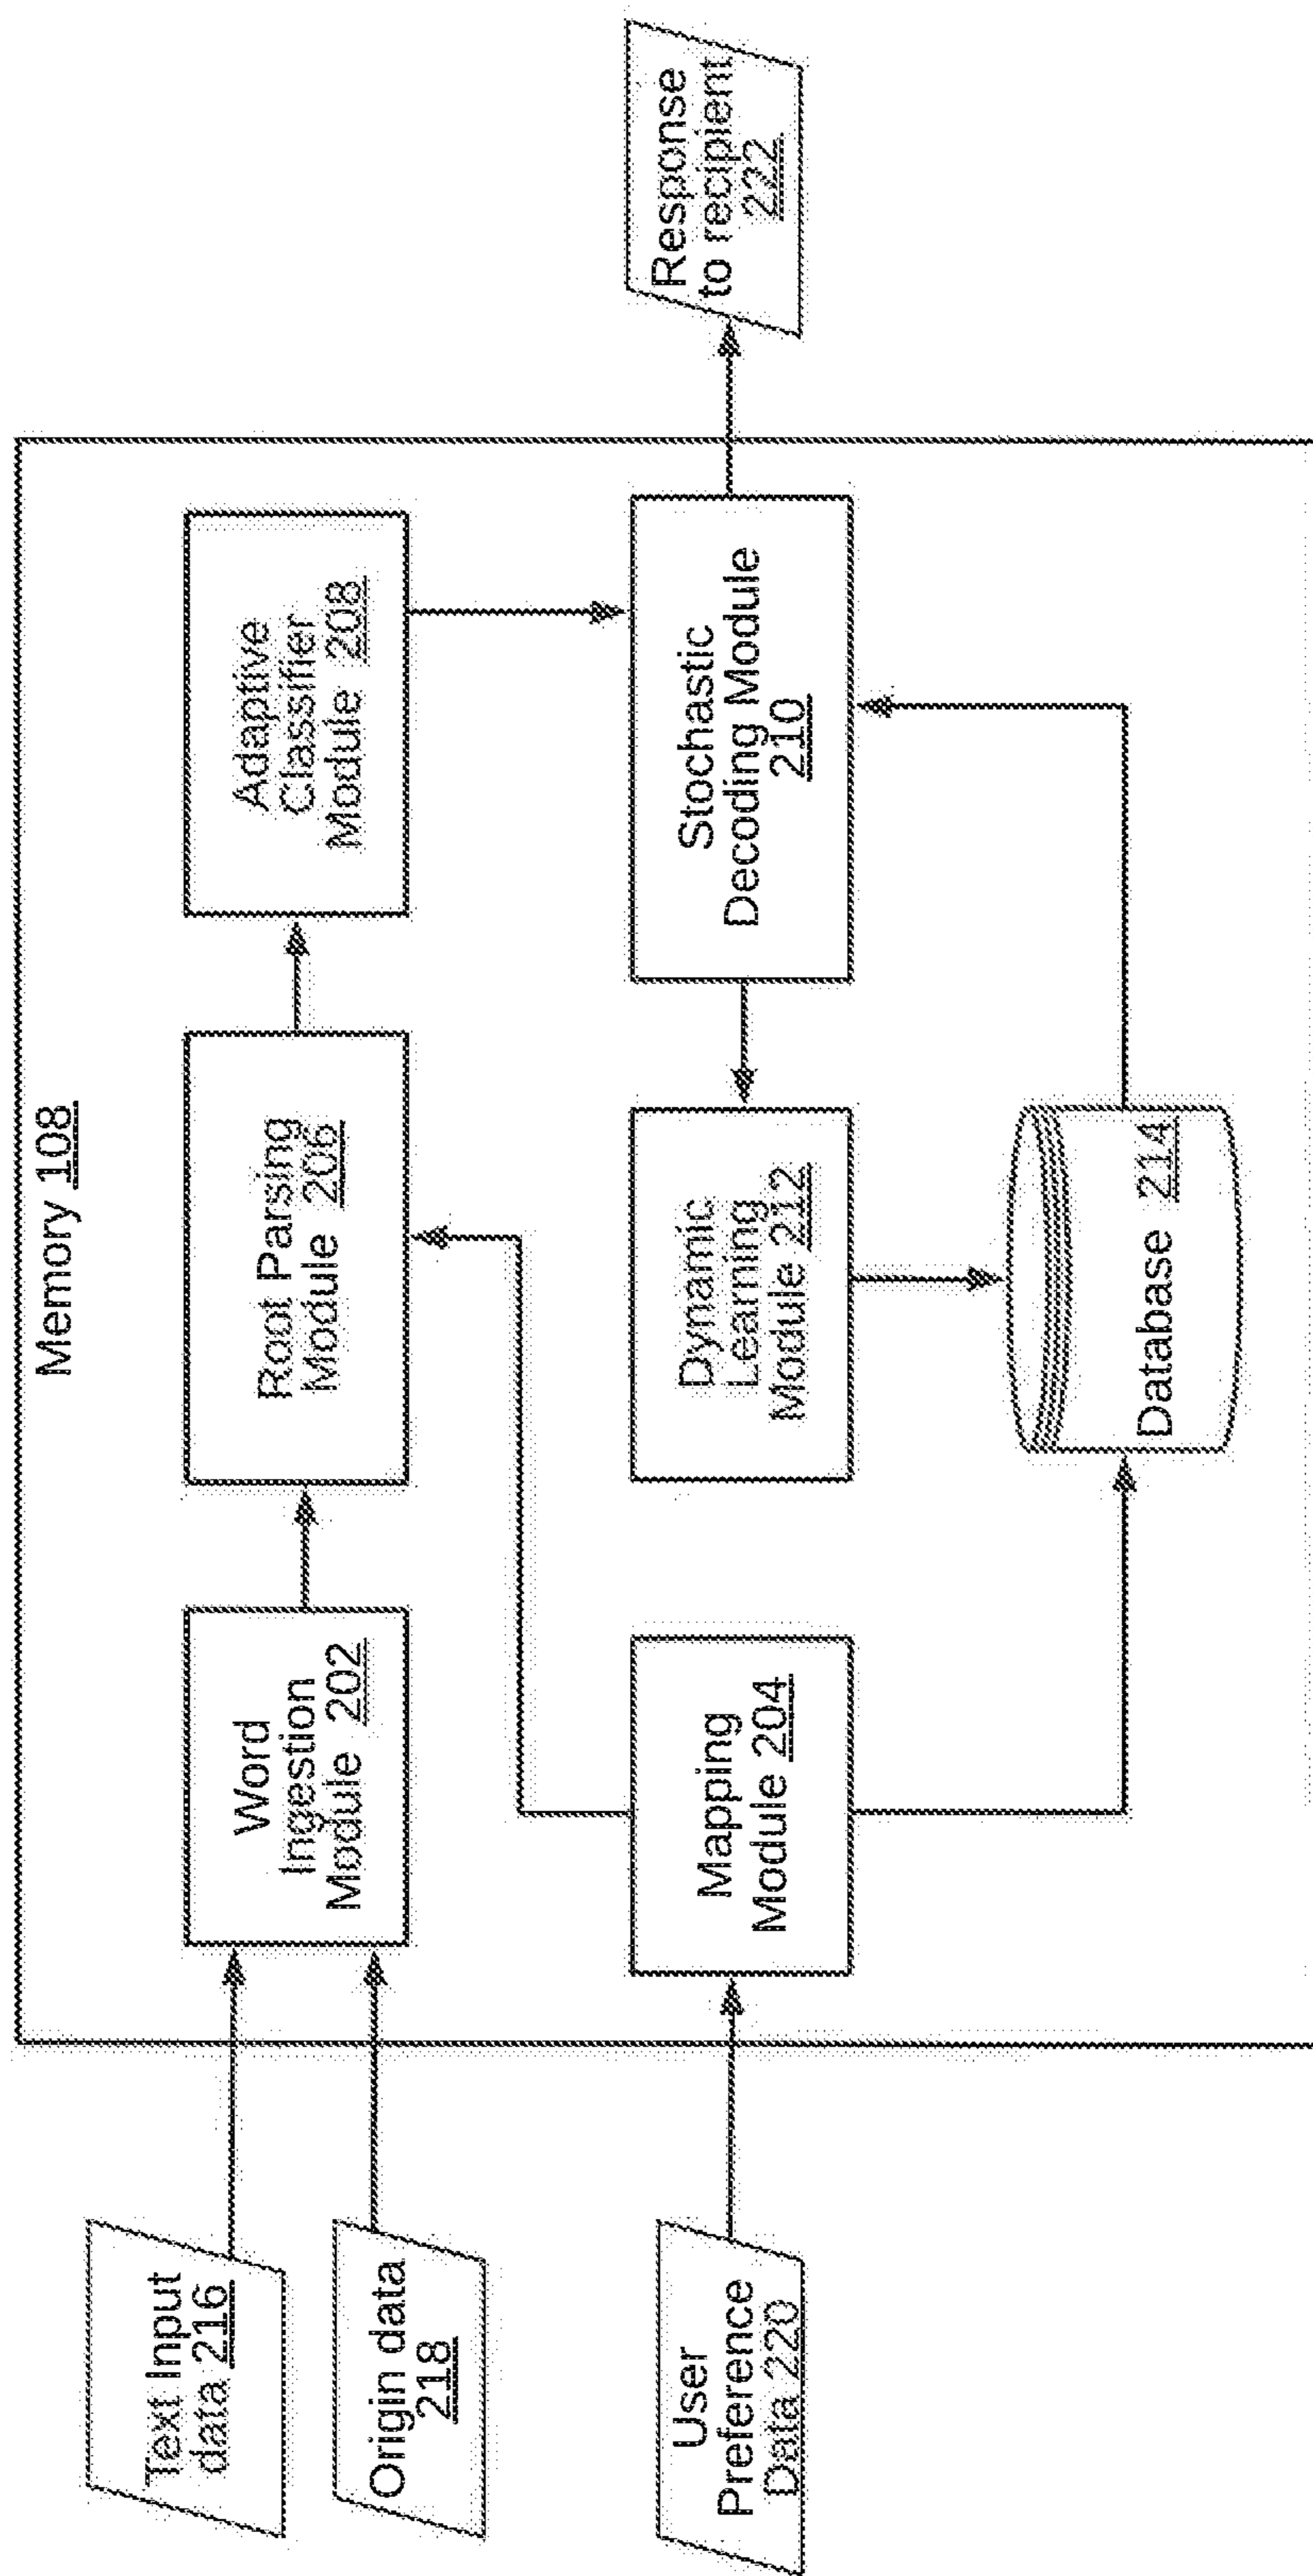 Memory 108
Text Input
data 216
Origin data
218
User
Preference
Data 220
Word
Ingestion
Module 202
Root Parsing
Module 206
Adaptive
Classifier
Module 208
Mapping
Module 204
Dynamic
Learning
Module 212
Stochastic
Decoding Module
210
Database 214
Response
to recipient
222